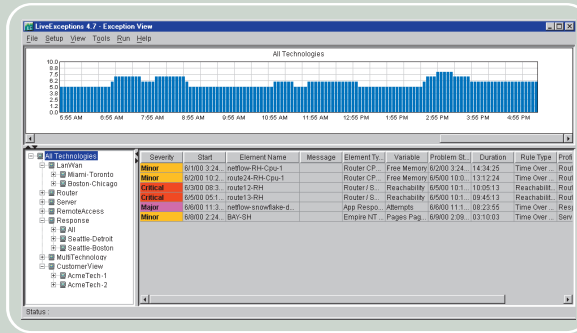 LiveExceptions 4.7 - Exception View
File Setup View Tools Run Help
All Technologies
10.0
8.8
7.5
6.2
5.0
3.8
2.5
1.2
0.0
5:55 AM 6:55 AM 7:55 AM 8:55 AM 9:55 AM 10:55 AM 11:55 AM 12:55 PM 1:55 PM 2:55 PM 3:55 PM 4:55 PM
All Technologies
LanWan
Miami-Toronto
Boston-Chicago
Router
Server
RemoteAccess
Response
All
Seattle-Detroit
Seattle-Boston
MultiTechnology
CustomerView
AcmeTech-1
AcmeTech-2
Severity Start Element Name Message Element Ty... Variable Problem St... Duration Rule Type Profi
Minor 6/1/00 3:24... netflow-RH-Cpu-1 Router CP... Free Memory 6/2/00 3:24... 14:34:25 Time Over ... Rout
Minor 6/2/00 10:2... route24-RH-Cpu-1 Router CP... Free Memory 6/5/00 10:0... 13:12:24 Time Over ... Rout
Critical 6/3/00 08:3... route12-RH Router / S... Reachability 6/5/00 10:1... 10:05:13 Reachabilit... Rout
Critical 6/5/00 05:1... route13-RH Router / S... Reachability 6/5/00 10:1... 09:45:13 Reachabilit... Rout
Major 6/6/00 11:3... netflow-snowflake-d... App Respo... Attempts 6/6/00 11:1... 08:23:55 Time Over ... Resp
Minor 6/8/00 2:24... BAY-SH Empire NT ... Pages Pag... 6/9/00 2:09... 03:10:03 Time Over ... Serv
Status :